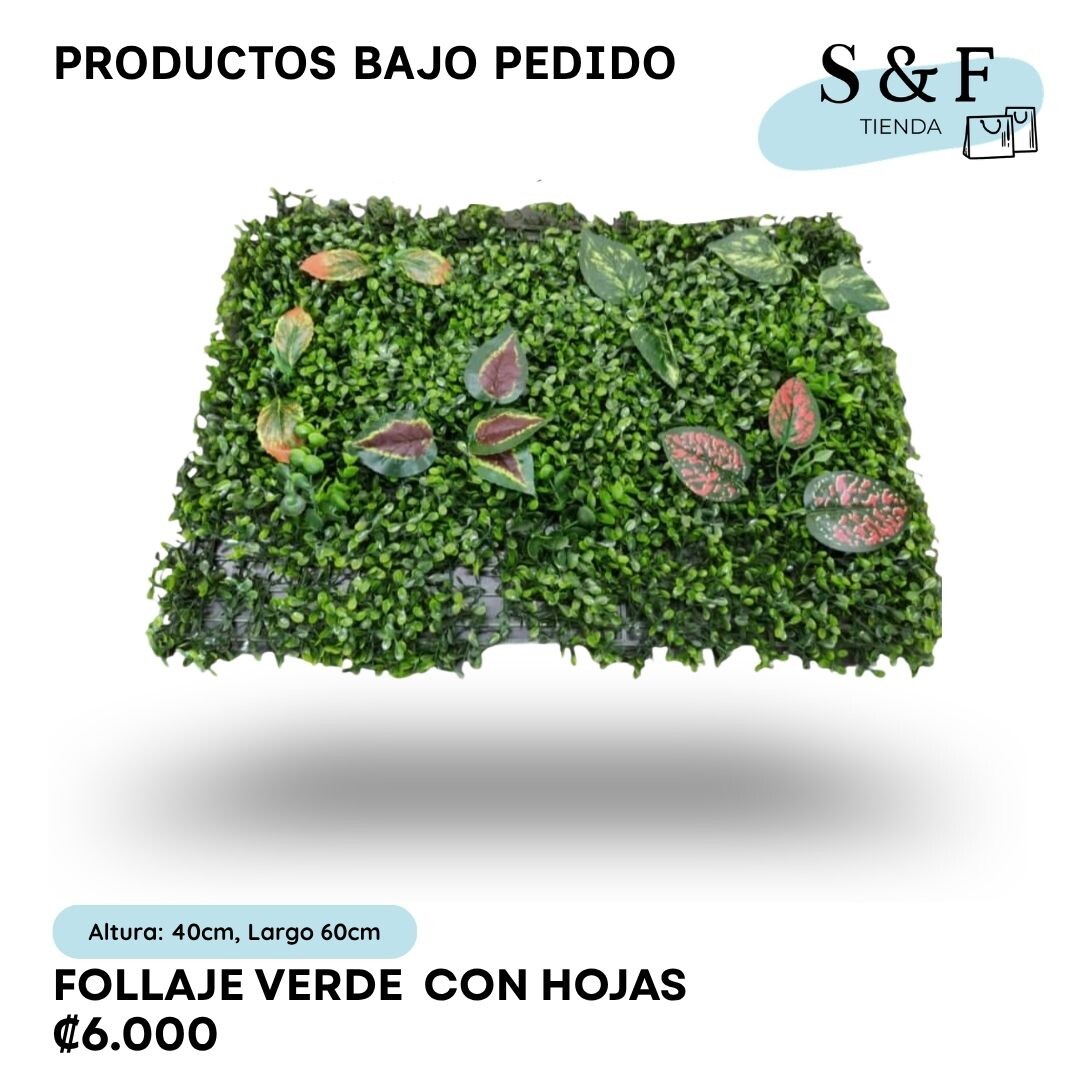 PRODUCTOS BAJO PEDIDO
S & F
TIENDA
Altura: 40cm, Largo 60cm
FOLLAJE VERDE CON HOJAS
₡6.000